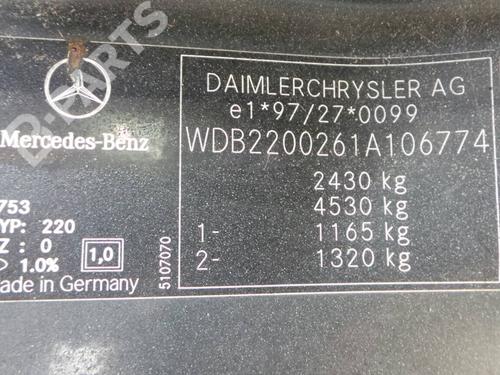 D-PARTS
Mercedes-Benz
DAIMLERCHRYSLER AG
e1*97/27*0099
WDB2200261A106774
2430 kg
4530 kg
1- 1165 kg
2- 1320 kg
753
YP: 220
Z : 0
1.0%
1,0
ade in Germany
5107070